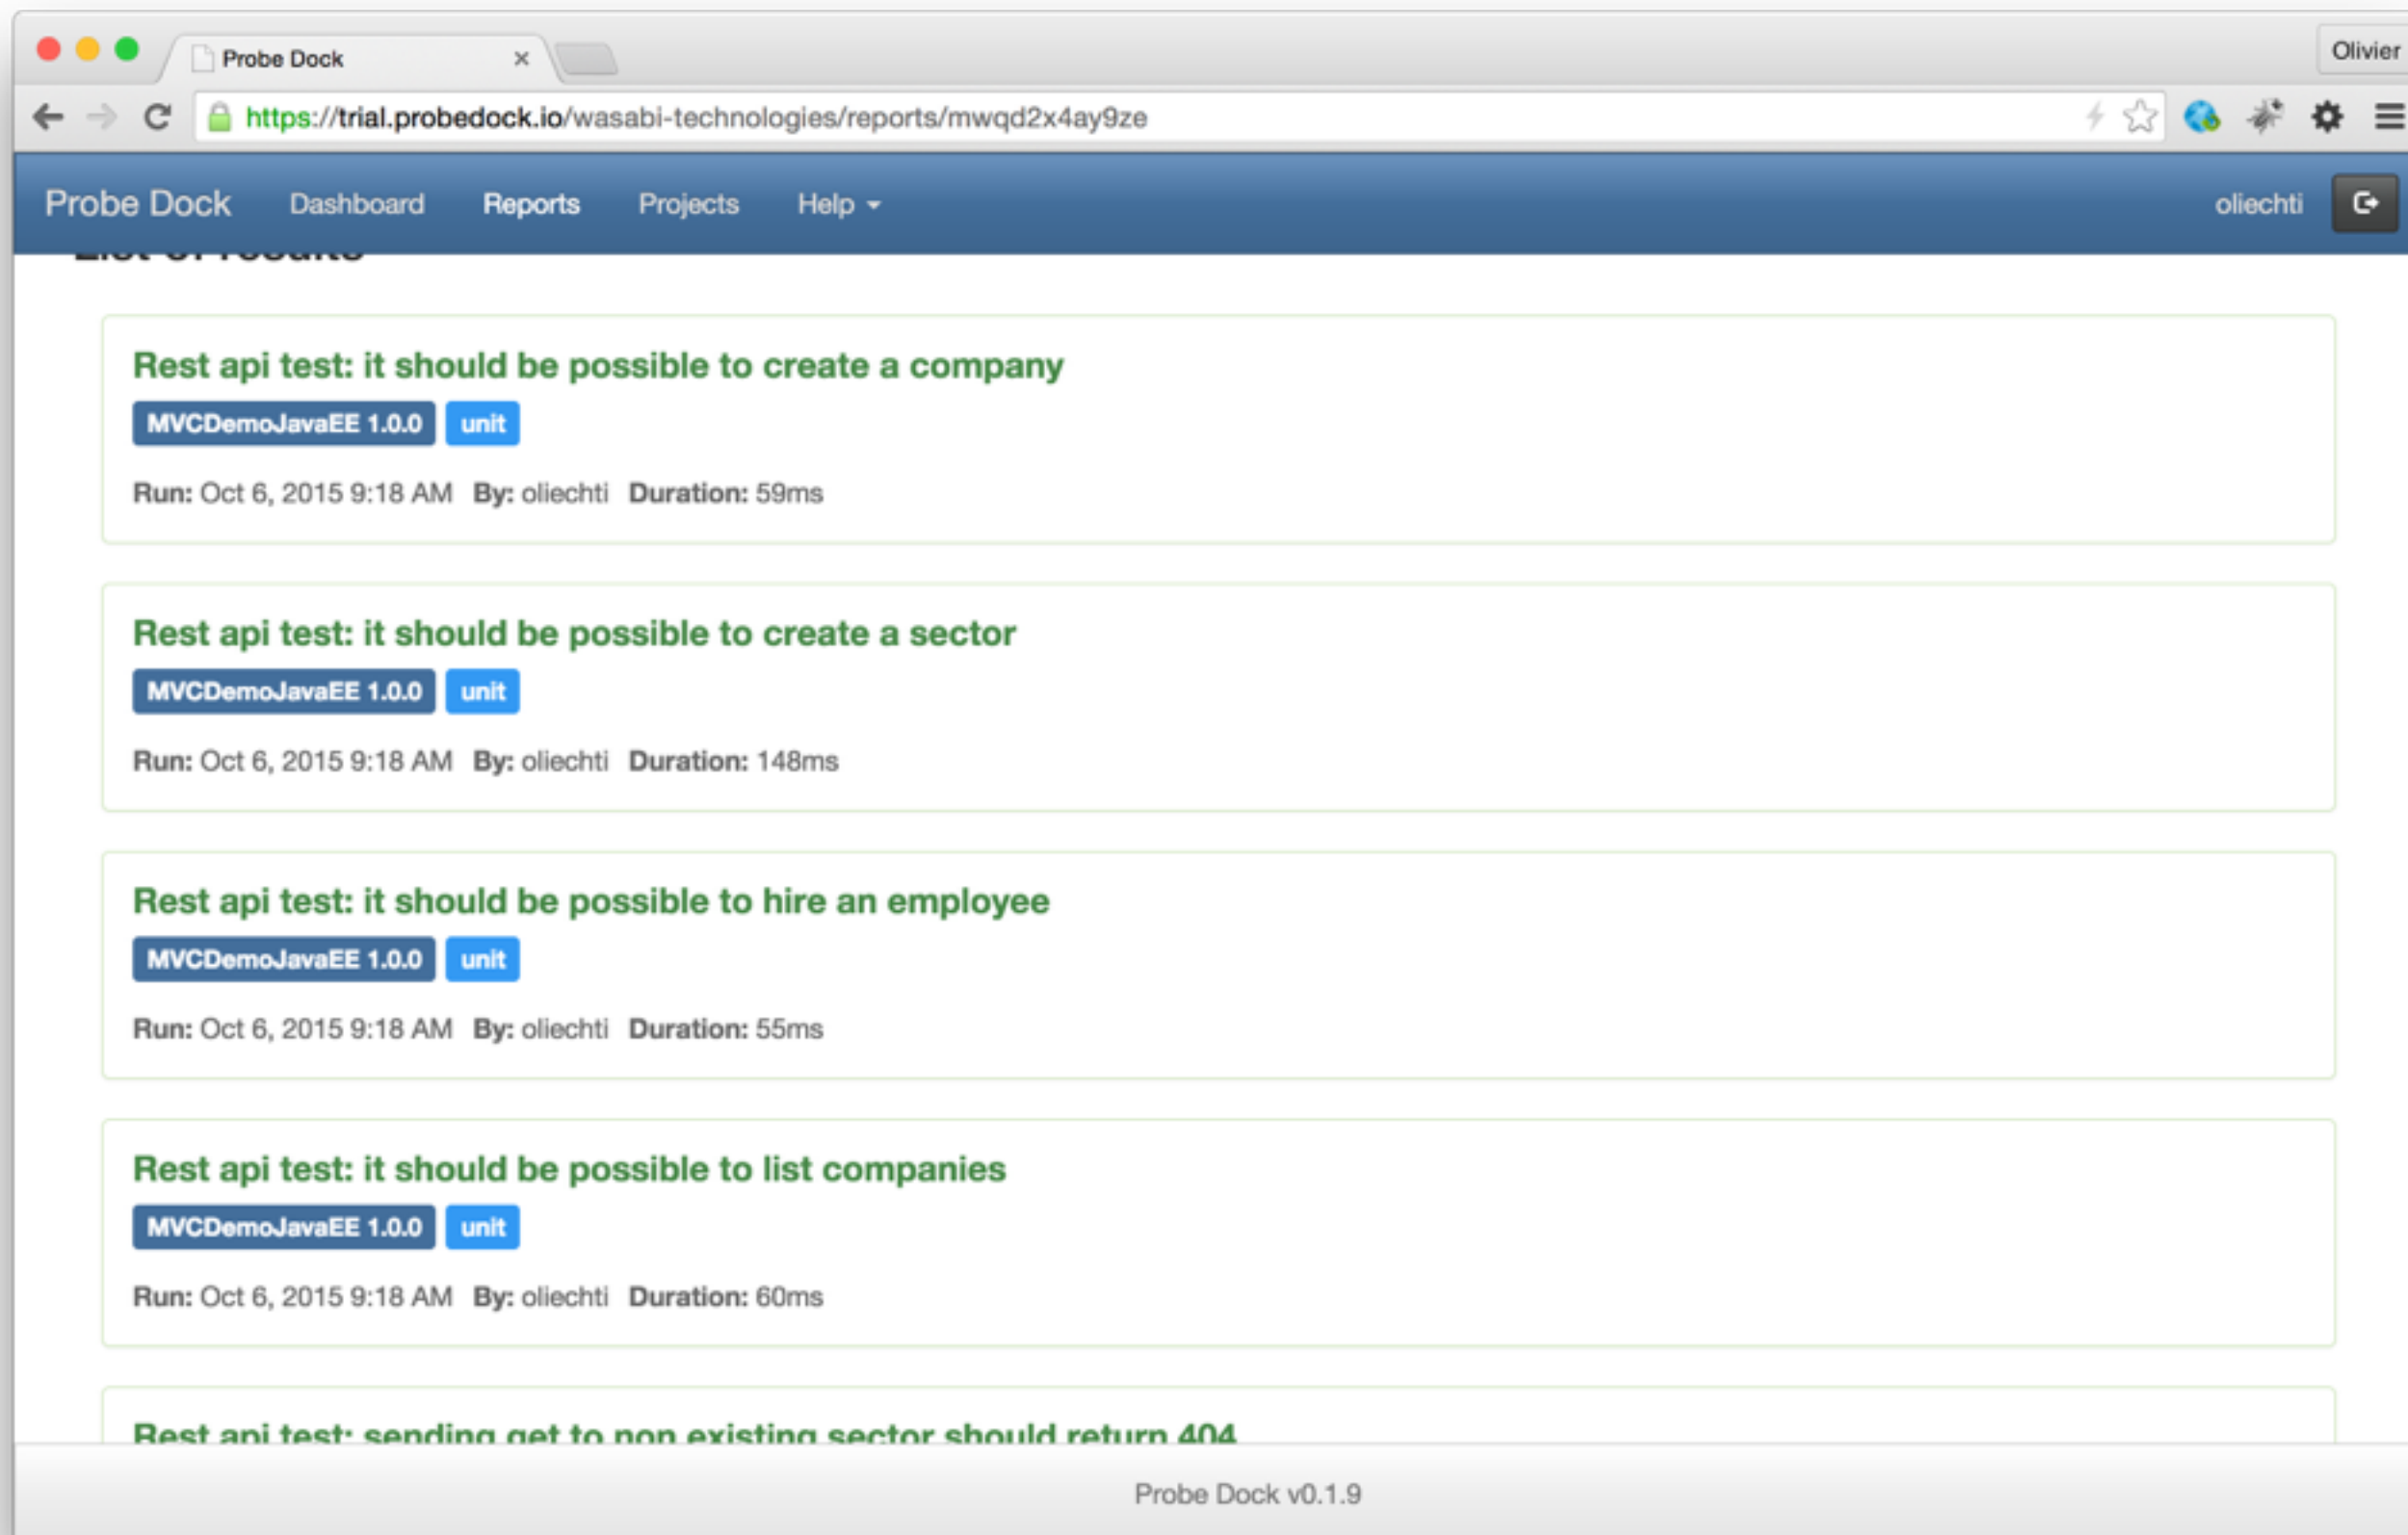 Probe Dock
Olivier
https://trial.probedock.io/wasabi-technologies/reports/mwqd2x4ay9ze
Probe Dock Dashboard Reports Projects Help oliechti
List of results
Rest api test: it should be possible to create a company
MVCDemoJavaEE 1.0.0 unit
Run: Oct 6, 2015 9:18 AM By: oliechti Duration: 59ms
Rest api test: it should be possible to create a sector
MVCDemoJavaEE 1.0.0 unit
Run: Oct 6, 2015 9:18 AM By: oliechti Duration: 148ms
Rest api test: it should be possible to hire an employee
MVCDemoJavaEE 1.0.0 unit
Run: Oct 6, 2015 9:18 AM By: oliechti Duration: 55ms
Rest api test: it should be possible to list companies
MVCDemoJavaEE 1.0.0 unit
Run: Oct 6, 2015 9:18 AM By: oliechti Duration: 60ms
Rest api test: sending get to non existing sector should return 404
Probe Dock v0.1.9